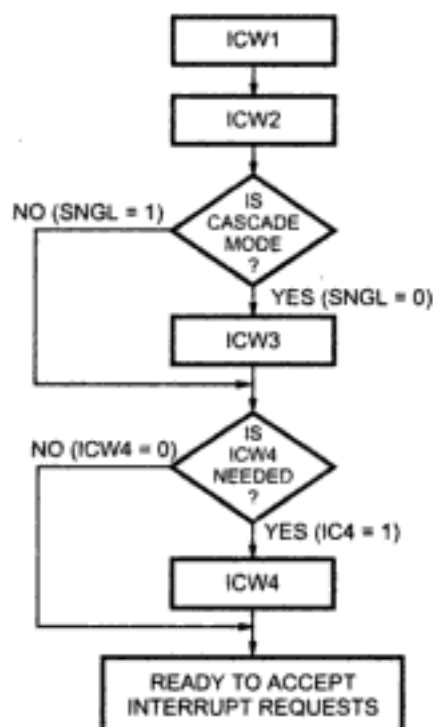 ICW1
ICW2
IS
CASCADE
MODE
?
NO (SNGL = 1)
YES (SNGL = 0)
ICW3
IS
ICW4
NEEDED
?
NO (ICW4 = 0)
YES (IC4 = 1)
ICW4
READY TO ACCEPT
INTERRUPT REQUESTS